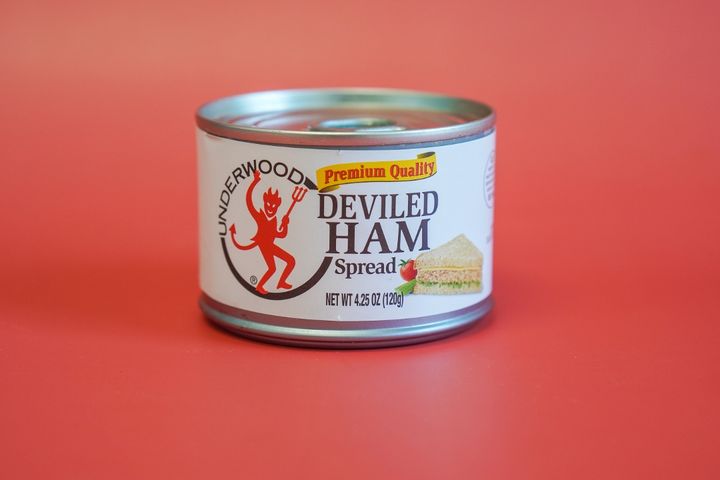 UNDERWOOD
®
Premium Quality
DEVILED
HAM
Spread
NET WT 4.25 OZ (120g)